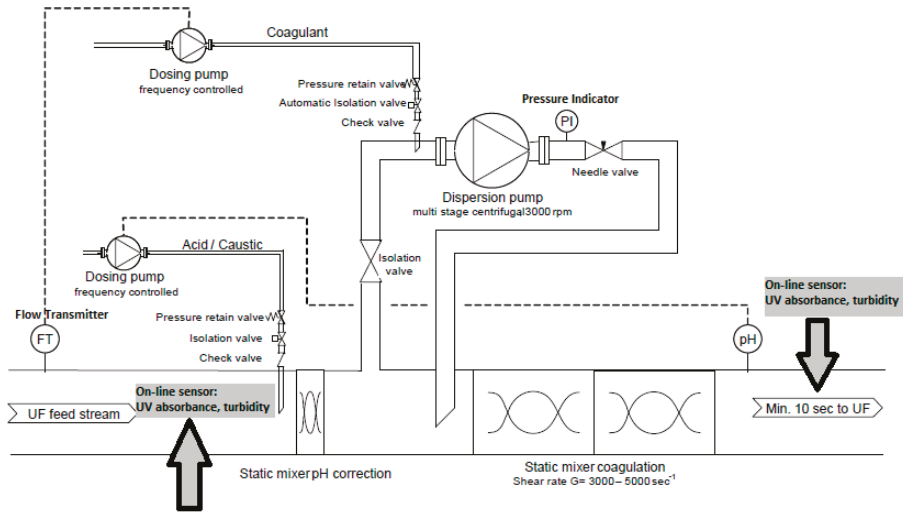 Coagulant
Dosing pump
frequency controlled
Pressure retain valve
Automatic Isolation valve
Check valve
Pressure Indicator
PI
Needle valve
Dispersion pump
multi stage centrifugal3000 rpm
Acid / Caustic
Dosing pump
frequency controlled
Isolation
valve
Flow Transmitter
FT
Pressure retain valve
Isolation valve
Check valve
On-line sensor:
UV absorbance, turbidity
pH
UF feed stream
On-line sensor:
UV absorbance, turbidity
Min. 10 sec to UF
Static mixer pH correction
Static mixer coagulation
Shear rate G= 3000 – 5000 sec⁻¹